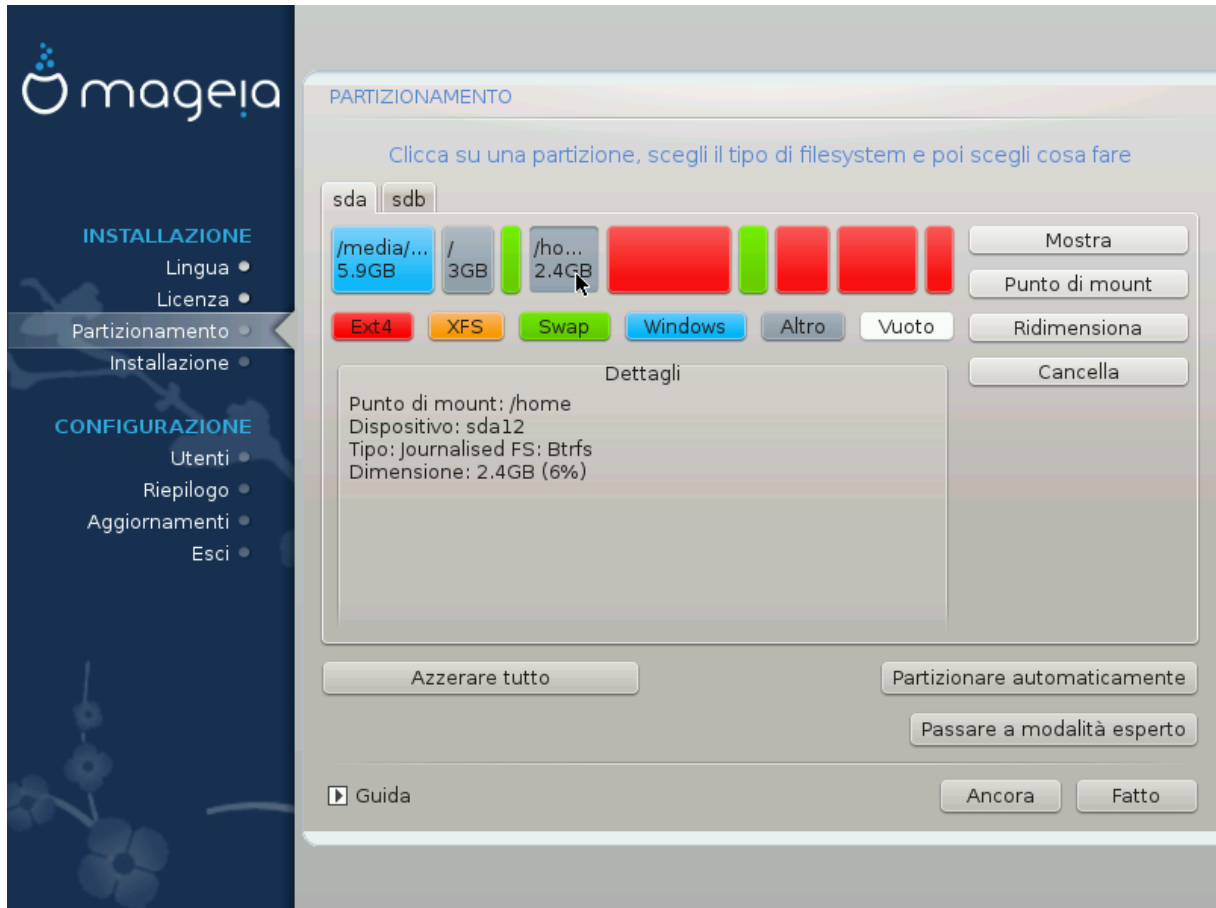 mageia
INSTALLAZIONE
Lingua
Licenza
Partizionamento
Installazione
CONFIGURAZIONE
Utenti
Riepilogo
Aggiornamenti
Esci
PARTIZIONAMENTO
Clicca su una partizione, scegli il tipo di filesystem e poi scegli cosa fare
sda sdb
/media/... / /ho...
5.9GB 3GB 2.4GB
Ext4 XFS Swap Windows Altro Vuoto
Mostra
Punto di mount
Ridimensiona
Cancella
Dettagli
Punto di mount: /home
Dispositivo: sda12
Tipo: Journalised FS: Btrfs
Dimensione: 2.4GB (6%)
Azzerare tutto
Partizionare automaticamente
Passare a modalità esperto
Guida
Ancora
Fatto